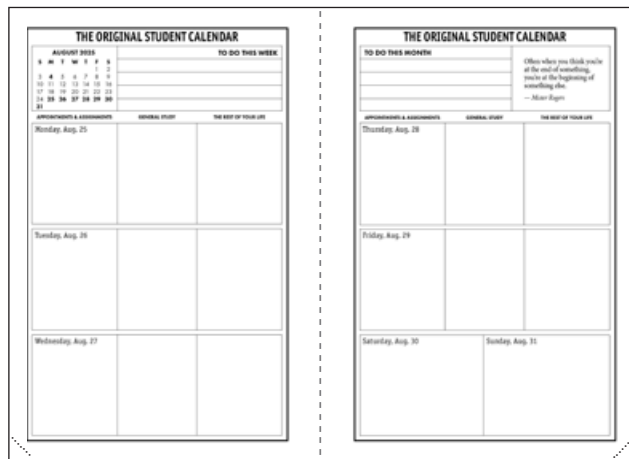 THE ORIGINAL STUDENT CALENDAR
AUGUST 2025
S M T W T F S
1 2
3 4 5 6 7 8 9
10 11 12 13 14 15 16
17 18 19 20 21 22 23
24 25 26 27 28 29 30
31
TO DO THIS WEEK
APPOINTMENTS & ASSIGNMENTS GENERAL STUDY THE REST OF YOUR LIFE
Monday, Aug. 25
Tuesday, Aug. 26
Wednesday, Aug. 27
THE ORIGINAL STUDENT CALENDAR
TO DO THIS MONTH
Often when you think you're
at the end of something,
you're at the beginning of
something else.
— Mister Rogers
APPOINTMENTS & ASSIGNMENTS GENERAL STUDY THE REST OF YOUR LIFE
Thursday, Aug. 28
Friday, Aug. 29
Saturday, Aug. 30 Sunday, Aug. 31